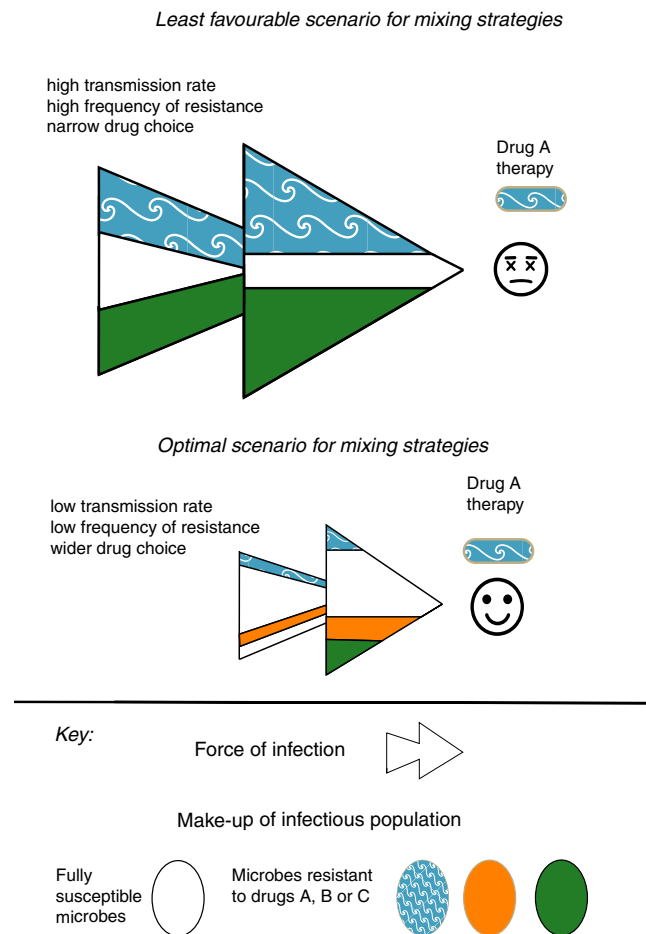 Least favourable scenario for mixing strategies
high transmission rate
high frequency of resistance
narrow drug choice
Drug A
therapy
Optimal scenario for mixing strategies
low transmission rate
low frequency of resistance
wider drug choice
Drug A
therapy
Key:
Force of infection
Make-up of infectious population
Fully
susceptible
microbes
Microbes resistant
to drugs A, B or C